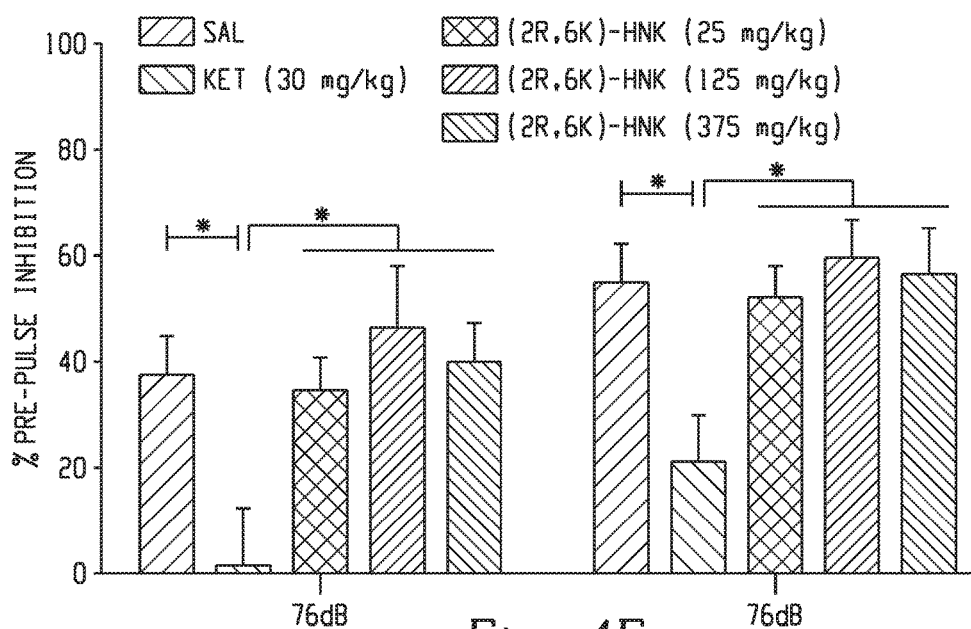 % PRE-PULSE INHIBITION
100
80
60
40
20
0
SAL
KET (30 mg/kg)
(2R,6K)-HNK (25 mg/kg)
(2R,6K)-HNK (125 mg/kg)
(2R,6K)-HNK (375 mg/kg)
* * * *
76dB 76dB